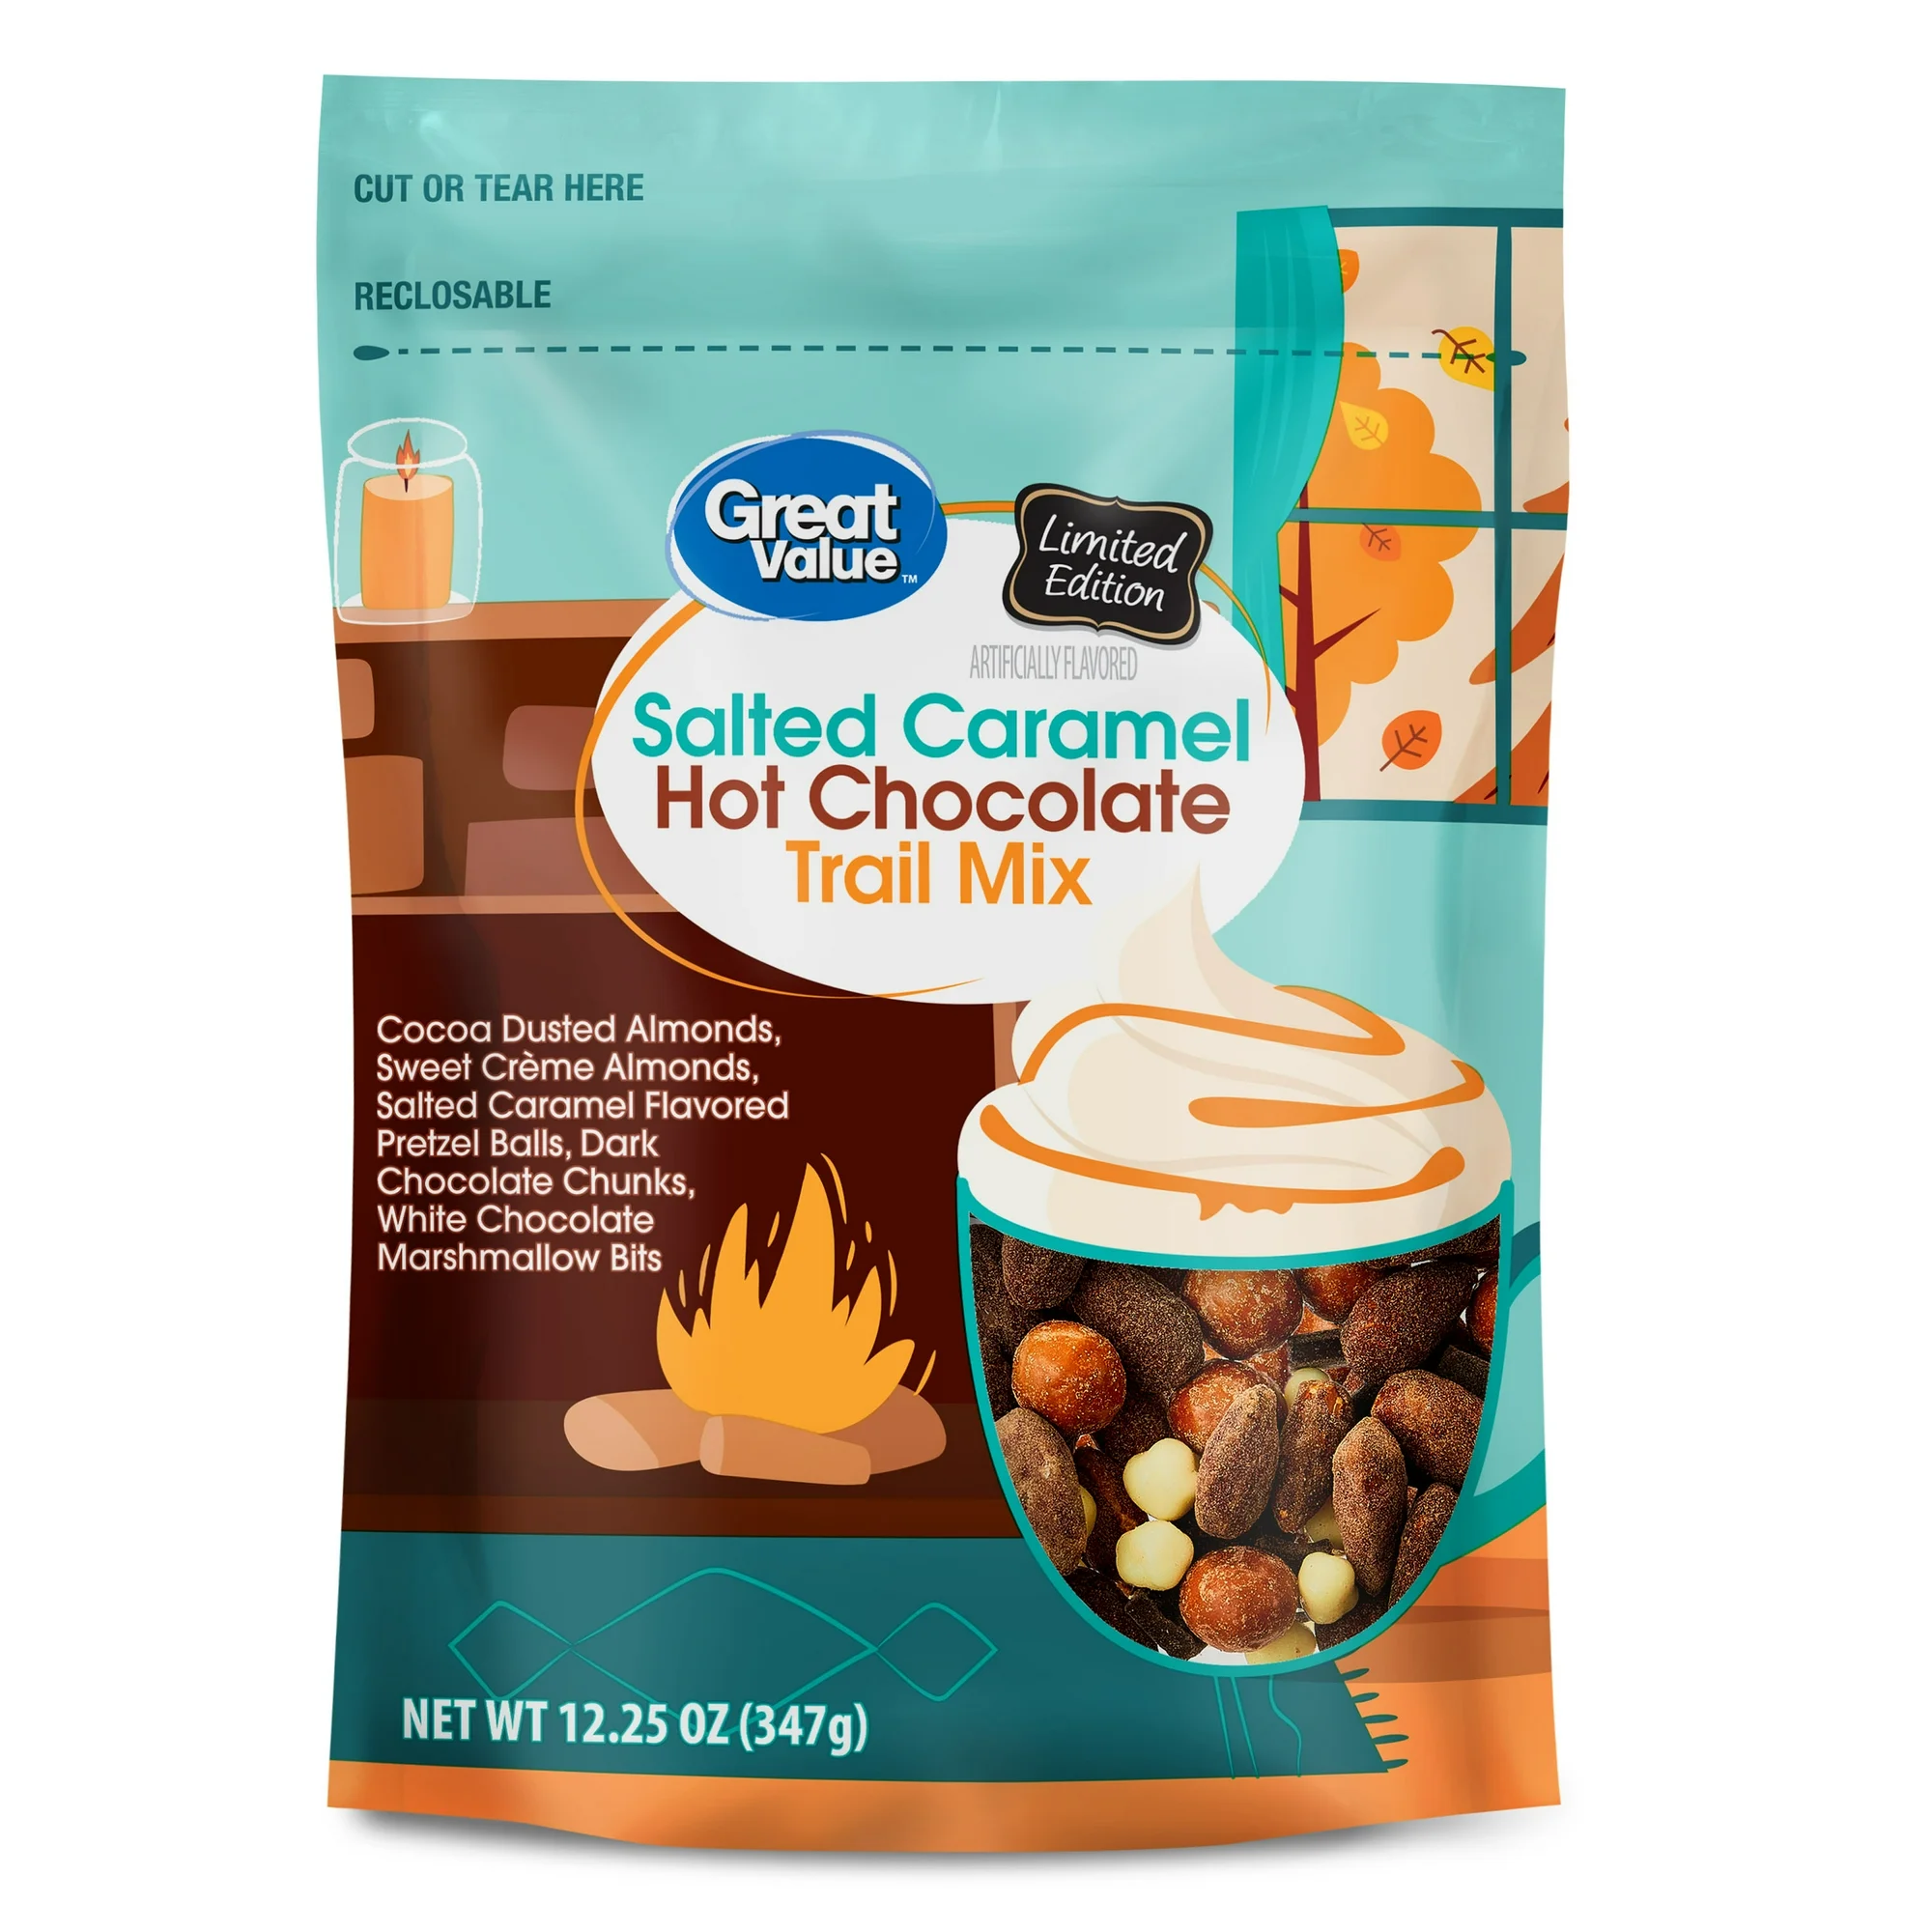 CUT OR TEAR HERE
RECLOSABLE
Great
Value™
Limited
Edition
ARTIFICIALLY FLAVORED
Salted Caramel
Hot Chocolate
Trail Mix
Cocoa Dusted Almonds,
Sweet Crème Almonds,
Salted Caramel Flavored
Pretzel Balls, Dark
Chocolate Chunks,
White Chocolate
Marshmallow Bits
NET WT 12.25 OZ (347g)